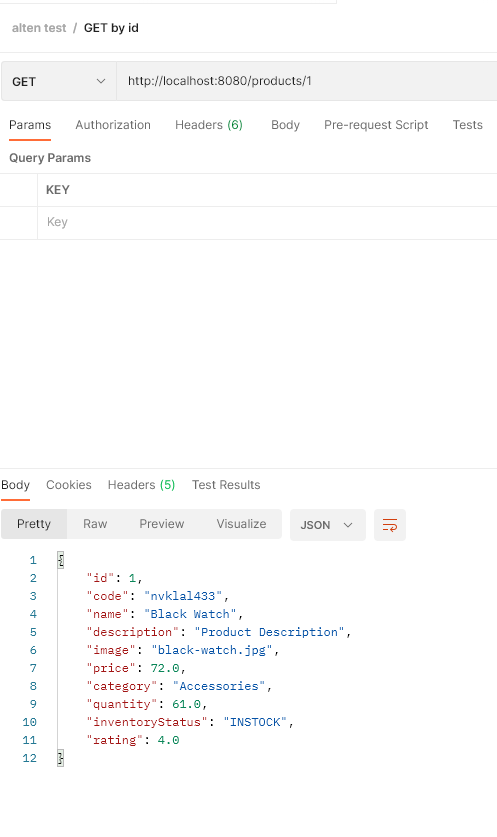 alten test / GET by id
GET http://localhost:8080/products/1
Params Authorization Headers (6) Body Pre-request Script Tests
Query Params
KEY
Key
Body Cookies Headers (5) Test Results
Pretty Raw Preview Visualize JSON
1 {
2 "id": 1,
3 "code": "nvklal433",
4 "name": "Black Watch",
5 "description": "Product Description",
6 "image": "black-watch.jpg",
7 "price": 72.0,
8 "category": "Accessories",
9 "quantity": 61.0,
10 "inventoryStatus": "INSTOCK",
11 "rating": 4.0
12 }